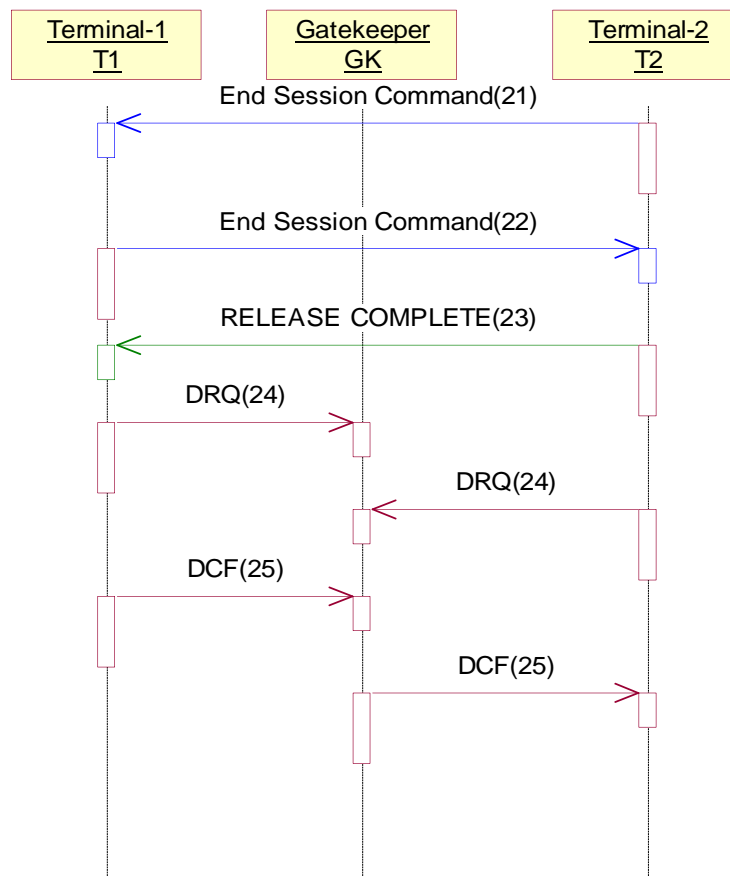 Terminal-1
T1
Gatekeeper
GK
Terminal-2
T2
End Session Command(21)
End Session Command(22)
RELEASE COMPLETE(23)
DRQ(24)
DRQ(24)
DCF(25)
DCF(25)